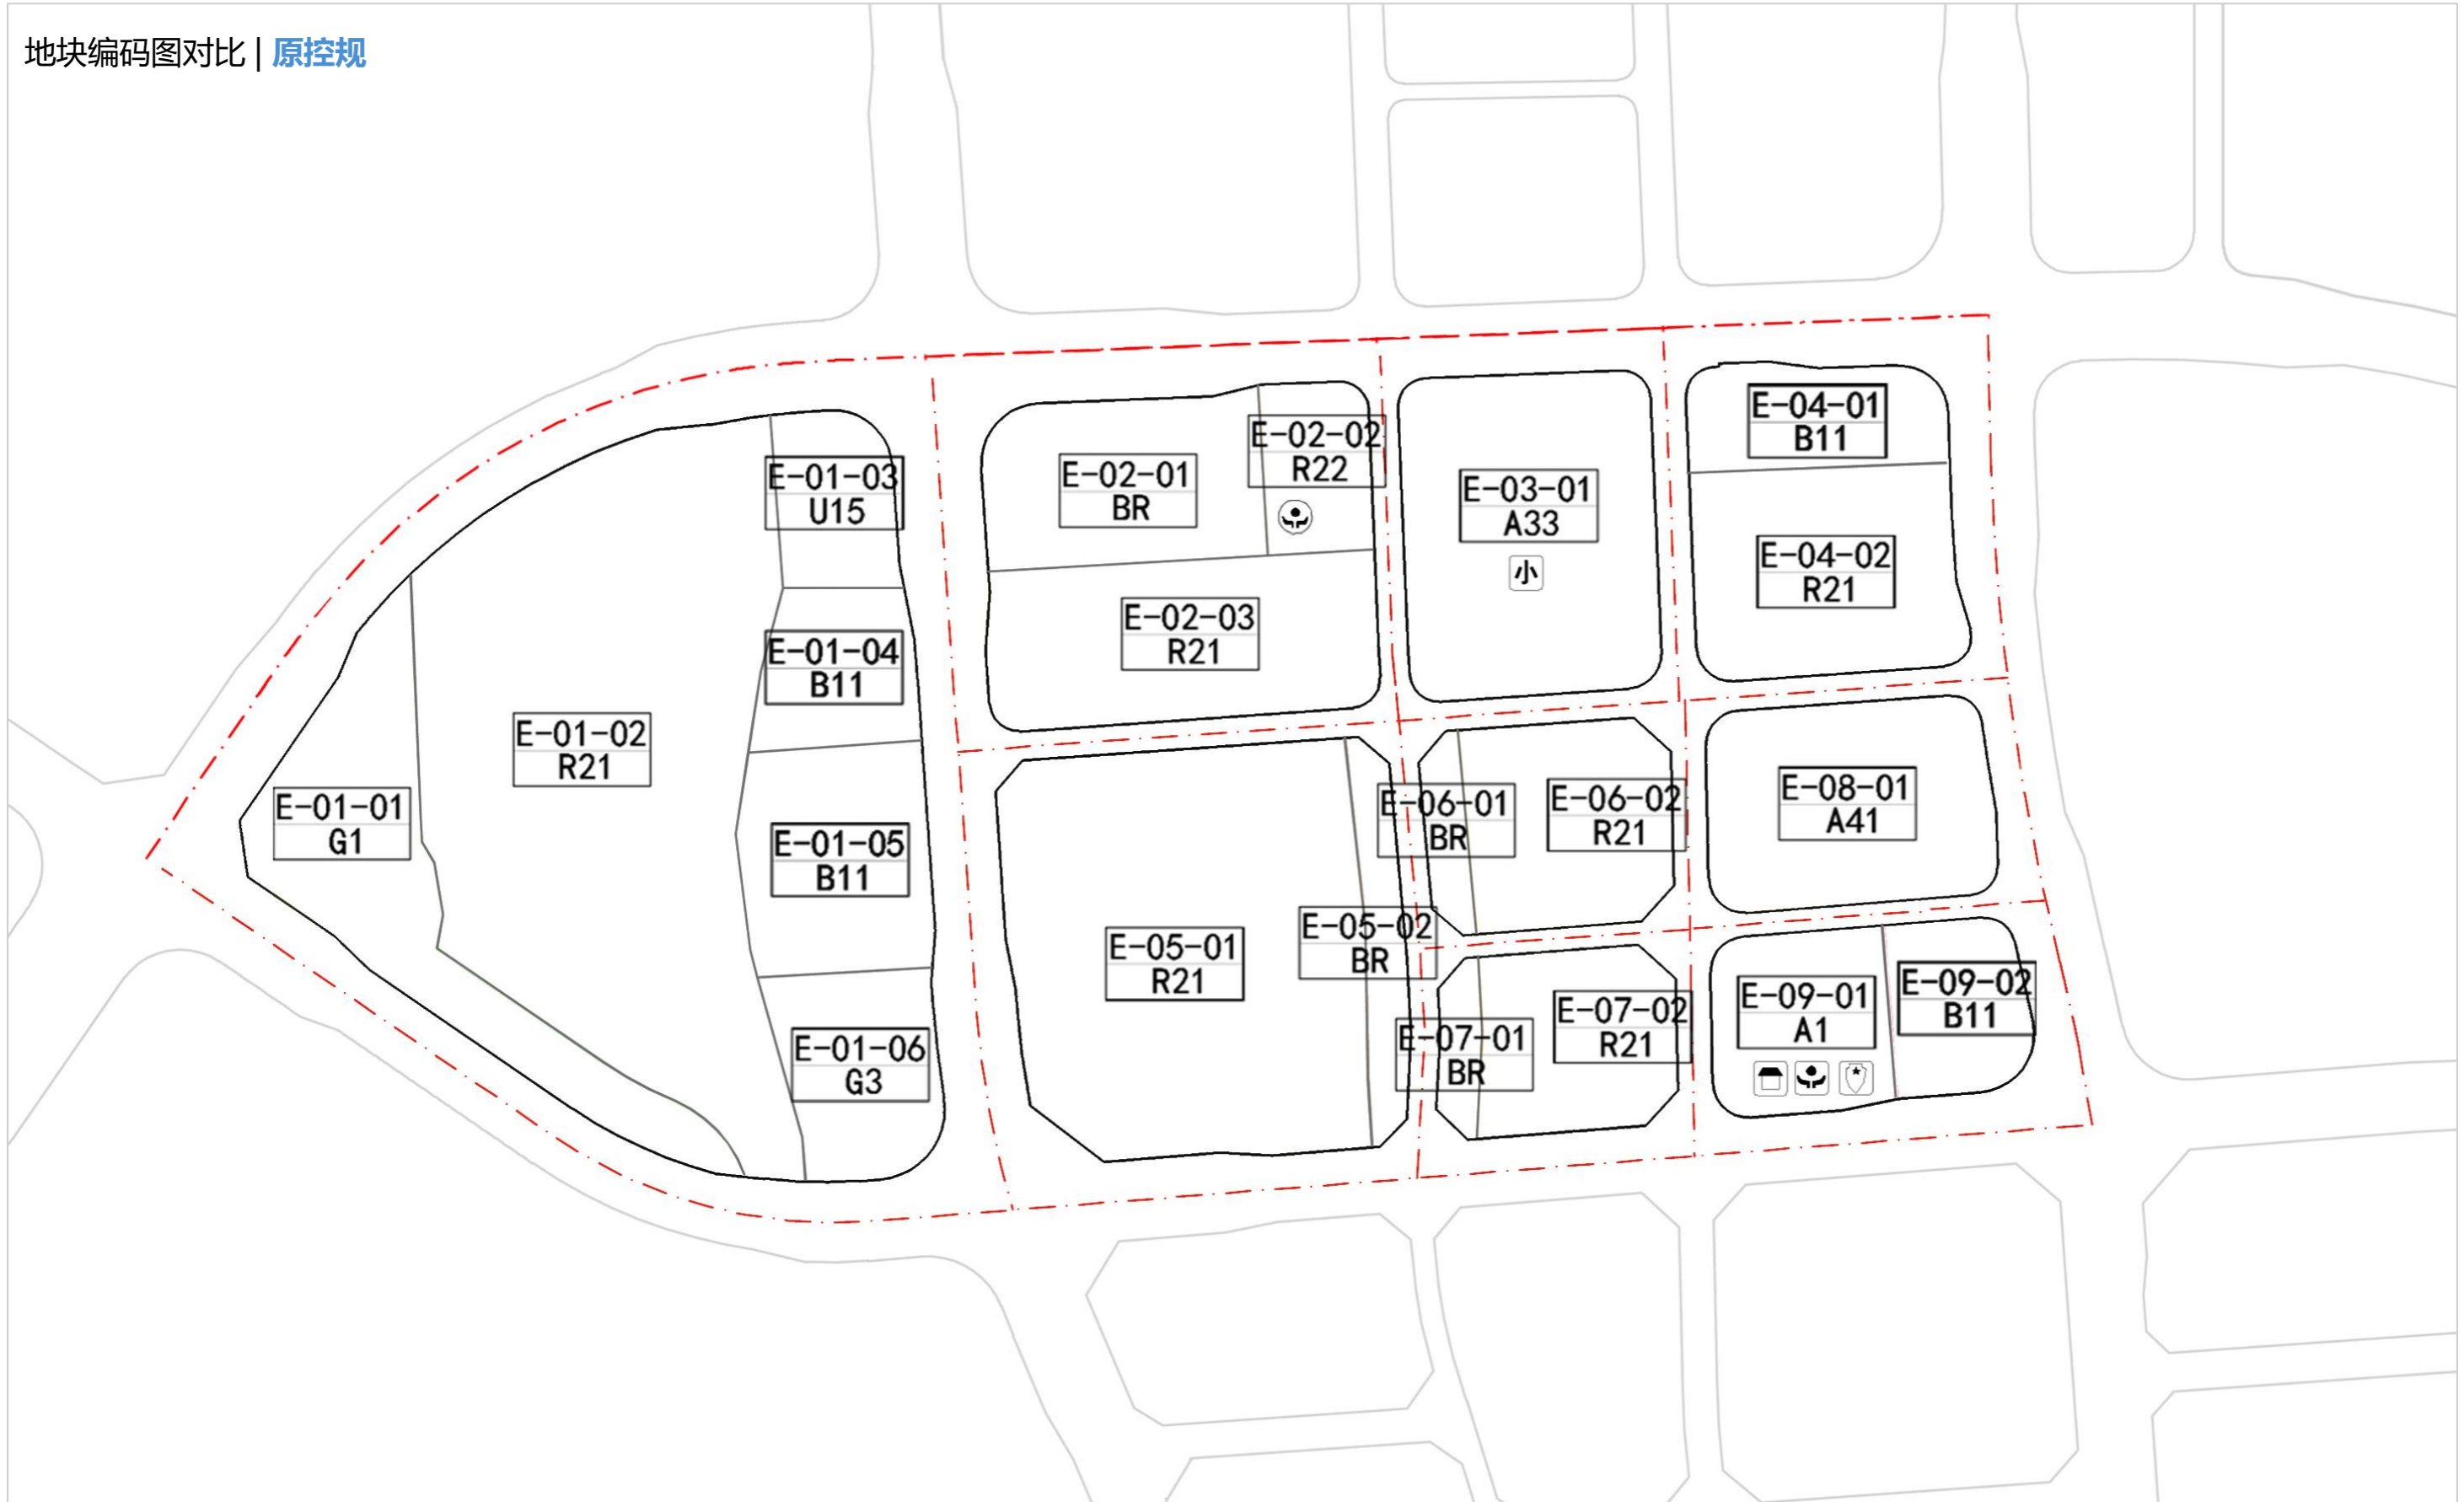 地块编码图对比 | 原控规
E-01-01
G1
E-01-02
R21
E-01-03
U15
E-01-04
B11
E-01-05
B11
E-01-06
G3
E-02-01
BR
E-02-02
R22
E-02-03
R21
E-03-01
A33
小
E-04-01
B11
E-04-02
R21
E-05-01
R21
E-05-02
BR
E-06-01
BR
E-06-02
R21
E-07-01
BR
E-07-02
R21
E-08-01
A41
E-09-01
A1
E-09-02
B11